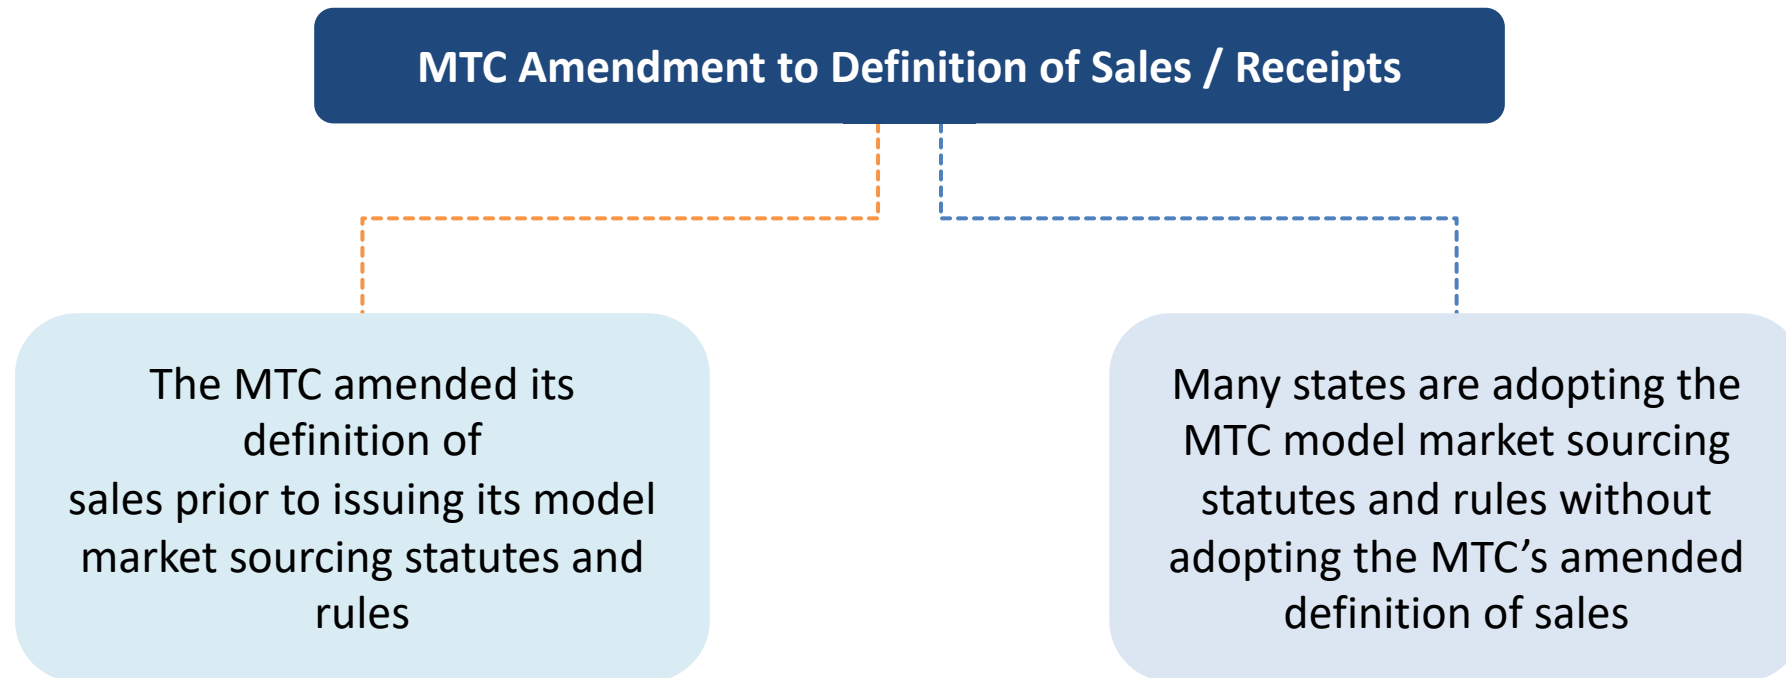 MTC Amendment to Definition of Sales / Receipts
The MTC amended its
definition of
sales prior to issuing its model
market sourcing statutes and
rules
Many states are adopting the
MTC model market sourcing
statutes and rules without
adopting the MTC’s amended
definition of sales